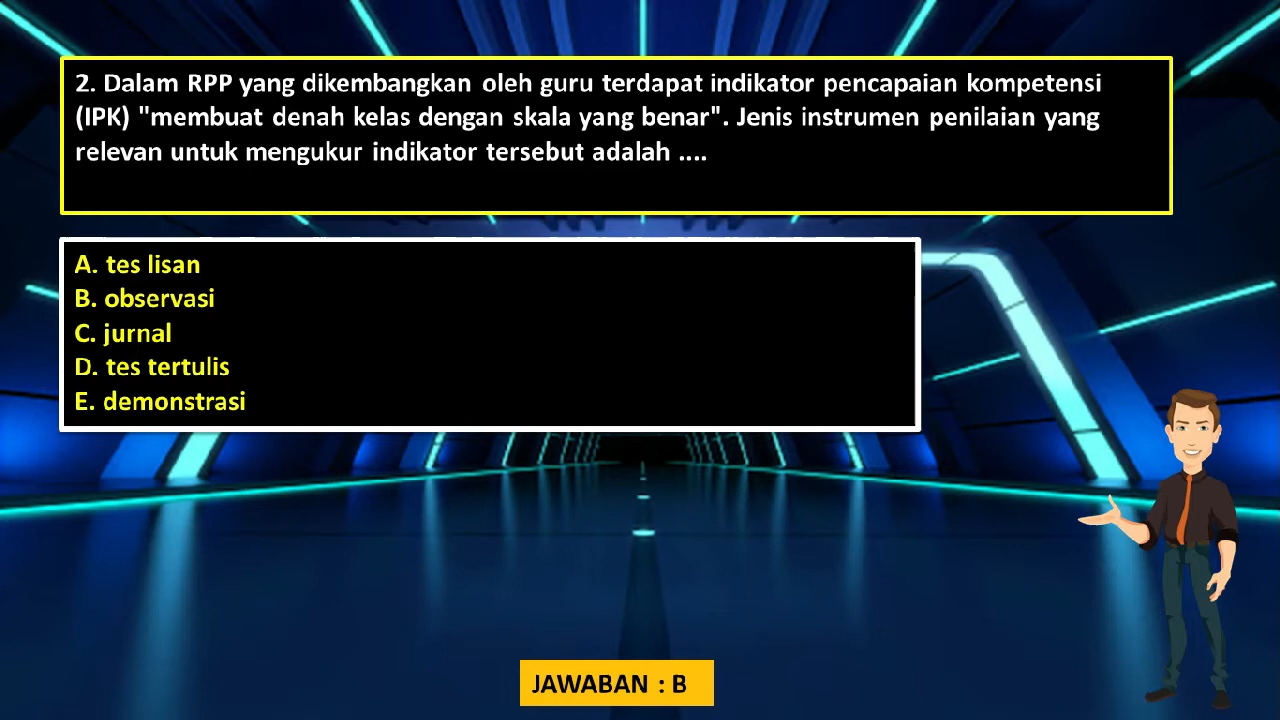 2. Dalam RPP yang dikembangkan oleh guru terdapat indikator pencapaian kompetensi
(IPK) "membuat denah kelas dengan skala yang benar". Jenis instrumen penilaian yang
relevan untuk mengukur indikator tersebut adalah ....
A. tes lisan
B. observasi
C. jurnal
D. tes tertulis
E. demonstrasi
JAWABAN : B